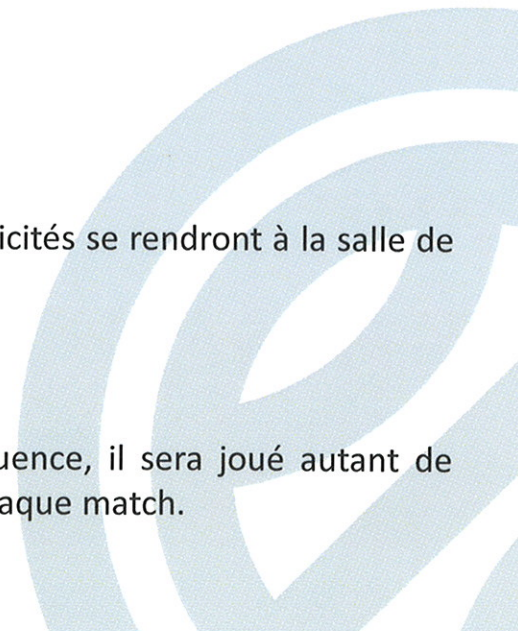 icités se rendront à la salle de
uence, il sera joué autant de
aque match.